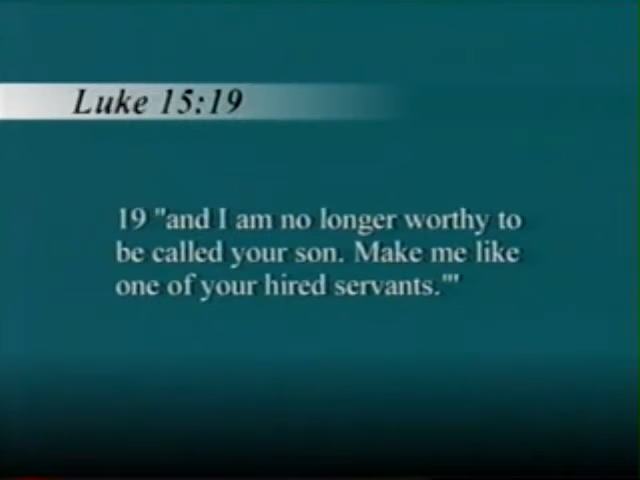 Luke 15:19
19 "and I am no longer worthy to
be called your son. Make me like
one of your hired servants."'